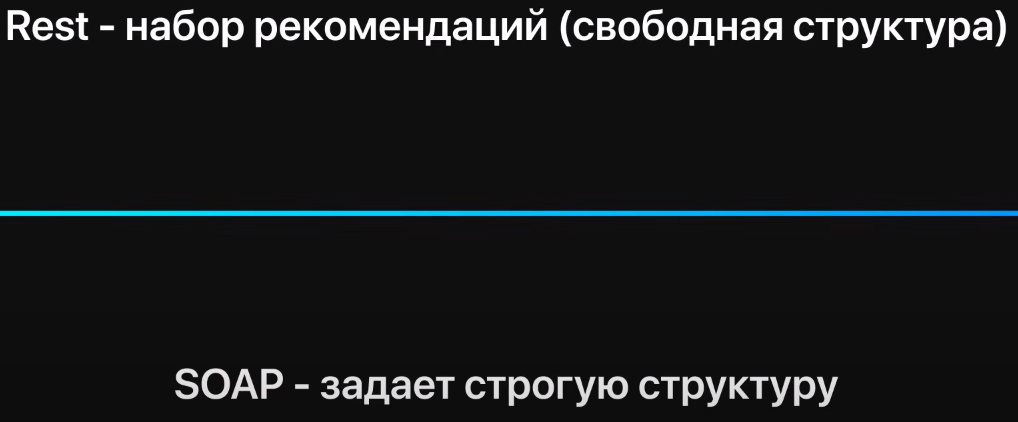 Rest - набор рекомендаций (свободная структура)
SOAP - задает строгую структуру